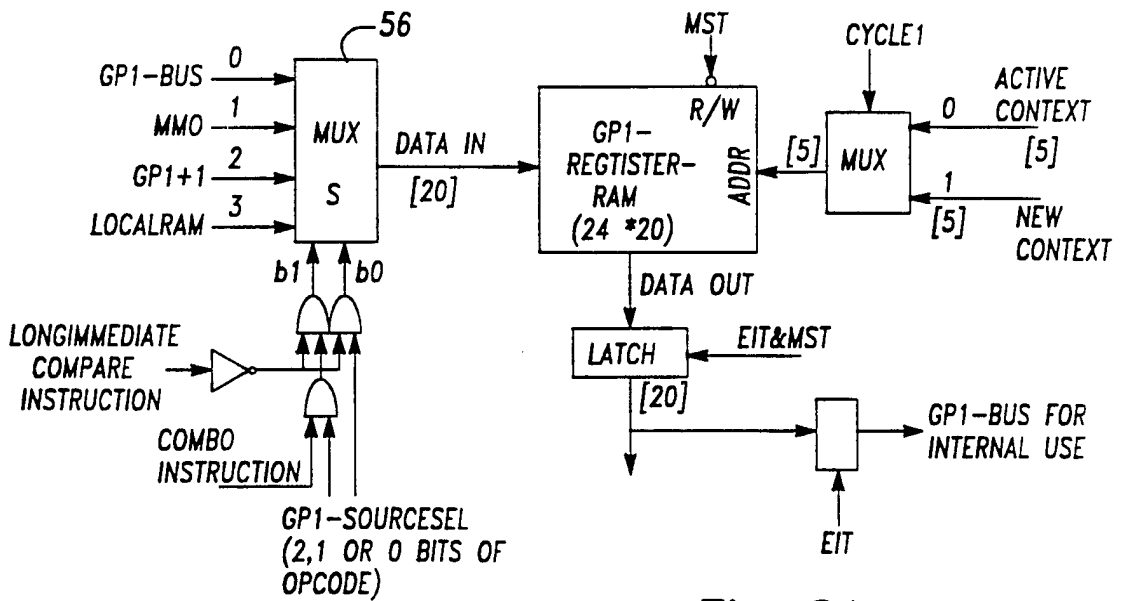 56
GP1-BUS 0
MMO 1
GP1+1 2
LOCALRAM 3
MUX
S
b1 b0
DATA IN
[20]
MST
R/W
GP1-
REGTISTER-
RAM
(24 *20)
ADDR
CYCLE1
[5]
MUX
0 ACTIVE
CONTEXT
[5]
1
[5] NEW
CONTEXT
DATA OUT
LATCH
EIT&MST
[20]
GP1-BUS FOR
INTERNAL USE
EIT
LONGIMMEDIATE
COMPARE
INSTRUCTION
COMBO
INSTRUCTION
GP1-SOURCESEL
(2,1 OR 0 BITS OF
OPCODE)